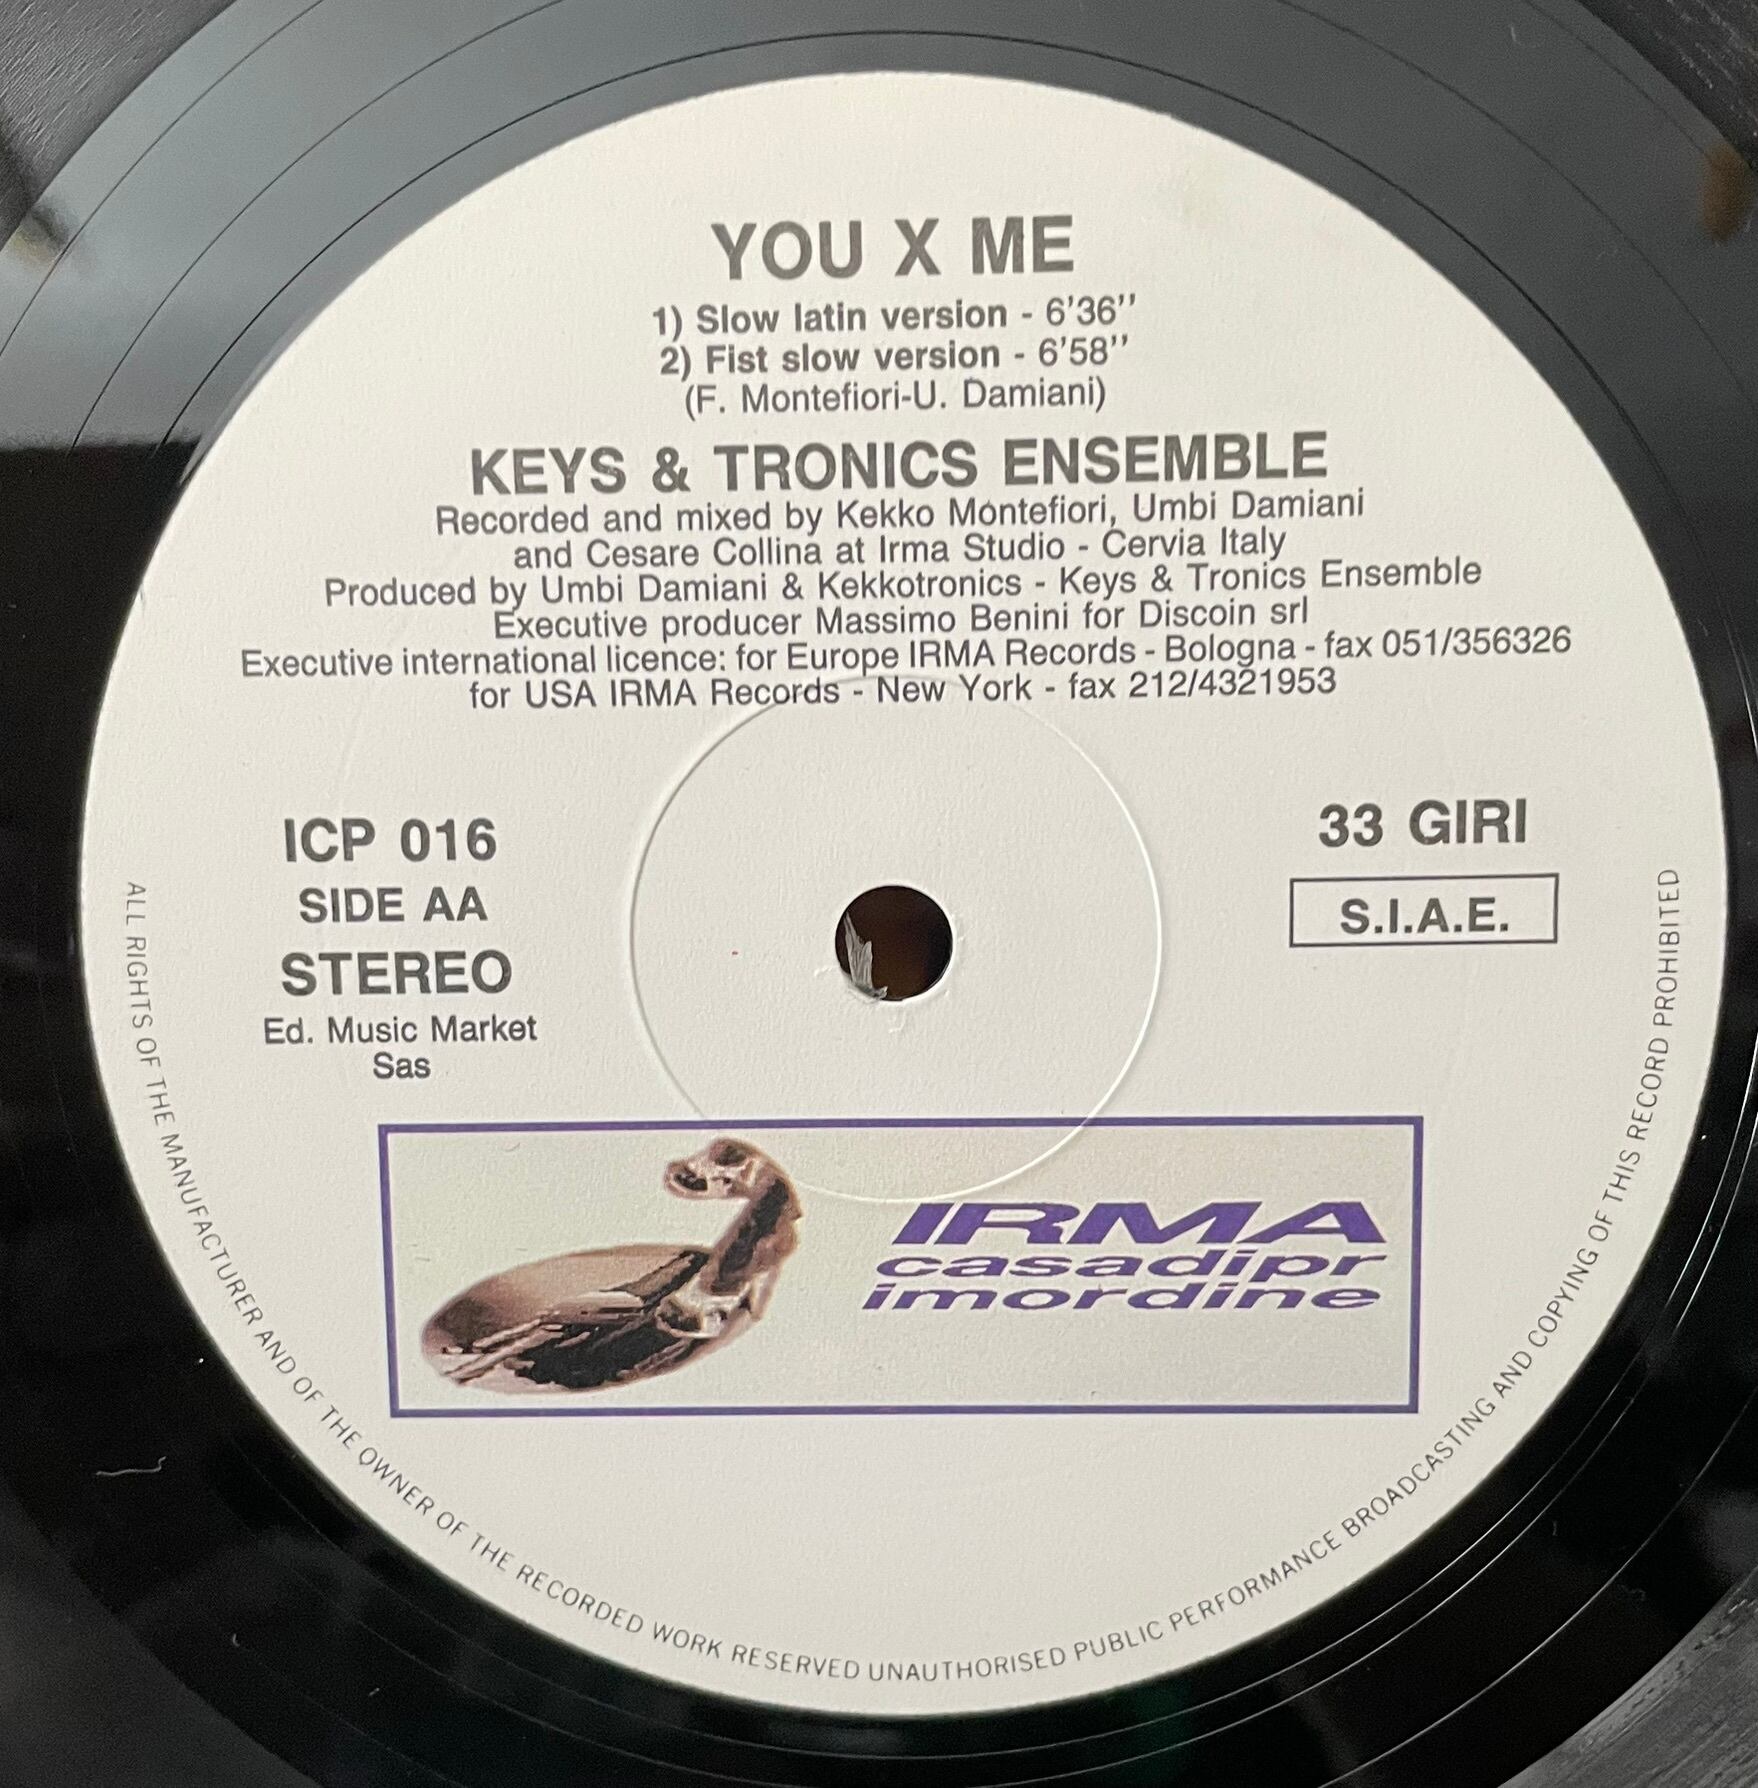 YOU X ME
1) Slow latin version - 6'36''
2) Fist slow version - 6'58''
(F. Montefiori-U. Damiani)
KEYS & TRONICS ENSEMBLE
Recorded and mixed by Kekko Montefiori, Umbi Damiani
and Cesare Collina at Irma Studio - Cervia Italy
Produced by Umbi Damiani & Kekkotronics - Keys & Tronics Ensemble
Executive producer Massimo Benini for Discoin srl
Executive international licence: for Europe IRMA Records - Bologna - fax 051/356326
for USA IRMA Records - New York - fax 212/4321953
ICP 016
SIDE AA
STEREO
Ed. Music Market
Sas
33 GIRI
S.I.A.E.
IRMA
casadipr
imordine
ALL RIGHTS OF THE MANUFACTURER AND OF THE OWNER OF THE RECORDED WORK RESERVED UNAUTHORISED PUBLIC PERFORMANCE BROADCASTING AND COPYING OF THIS RECORD PROHIBITED